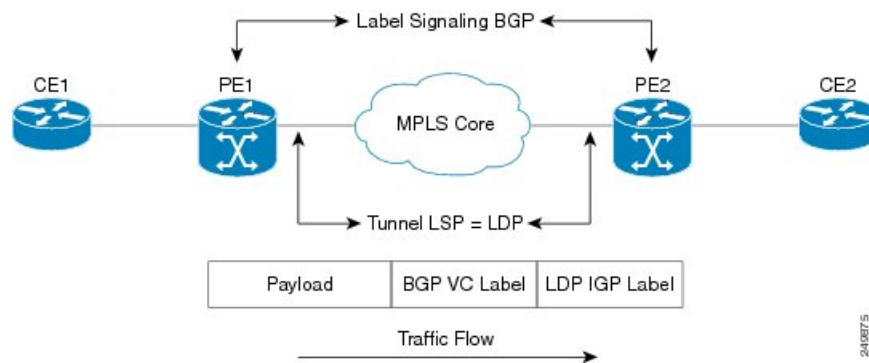 Label Signaling BGP
CE1
PE1
PE2
CE2
MPLS Core
Tunnel LSP = LDP
Payload
BGP VC Label
LDP IGP Label
Traffic Flow
249875